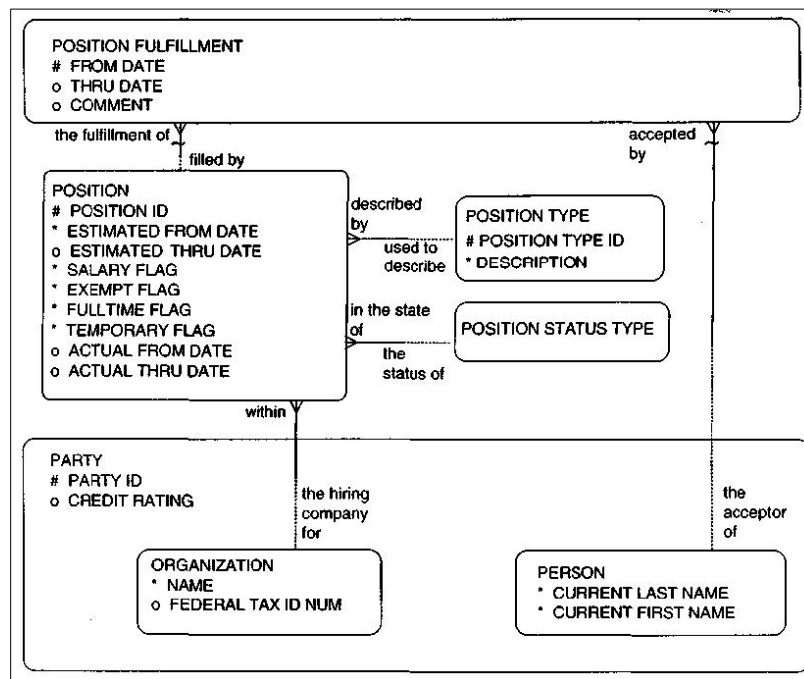 POSITION FULFILLMENT
# FROM DATE
o THRU DATE
o COMMENT
the fulfillment of
filled by
accepted
by
POSITION
# POSITION ID
* ESTIMATED FROM DATE
o ESTIMATED THRU DATE
* SALARY FLAG
* EXEMPT FLAG
* FULLTIME FLAG
* TEMPORARY FLAG
o ACTUAL FROM DATE
o ACTUAL THRU DATE
described
by
used to
describe
POSITION TYPE
# POSITION TYPE ID
* DESCRIPTION
in the state
of
the
status of
POSITION STATUS TYPE
within
PARTY
# PARTY ID
o CREDIT RATING
the hiring
company
for
the
acceptor
of
ORGANIZATION
* NAME
o FEDERAL TAX ID NUM
PERSON
* CURRENT LAST NAME
* CURRENT FIRST NAME